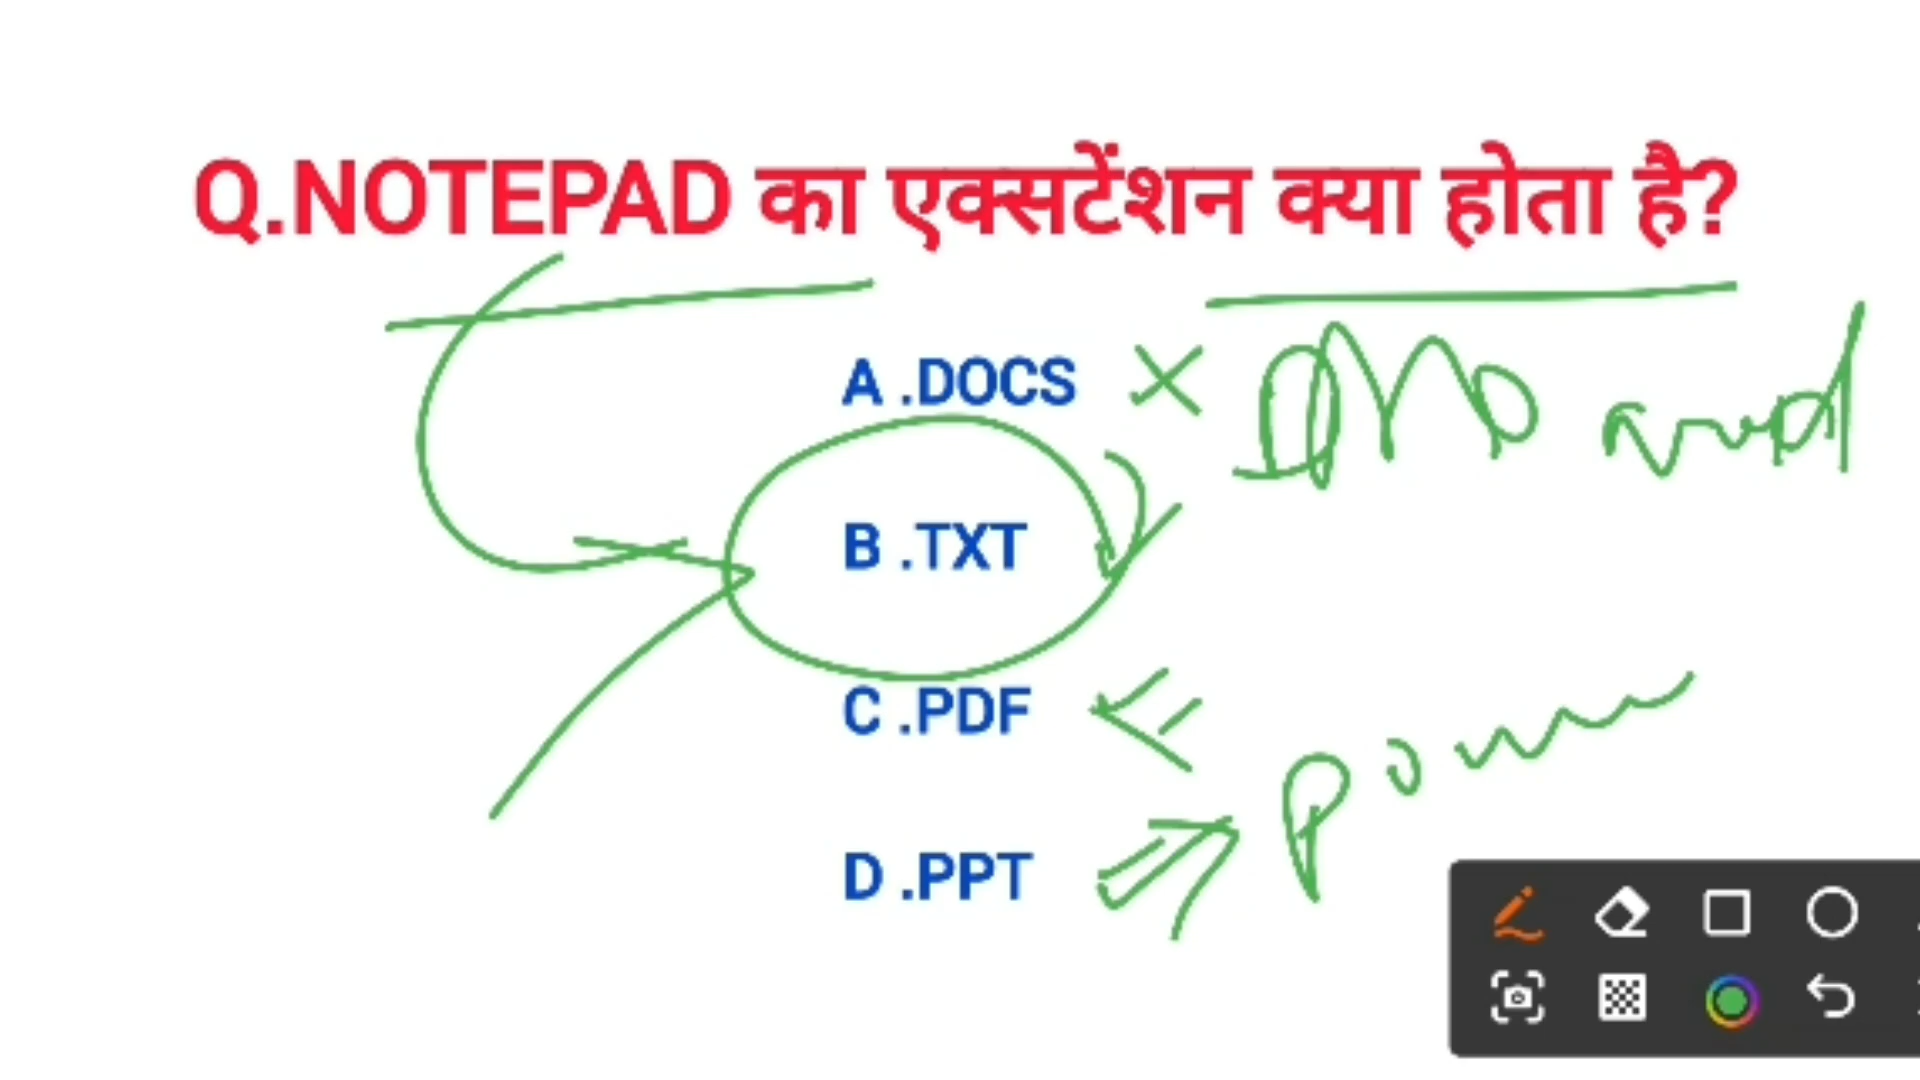 Q.NOTEPAD का एक्सटेंशन क्या होता है?
A .DOCS
B .TXT
C .PDF
D .PPT